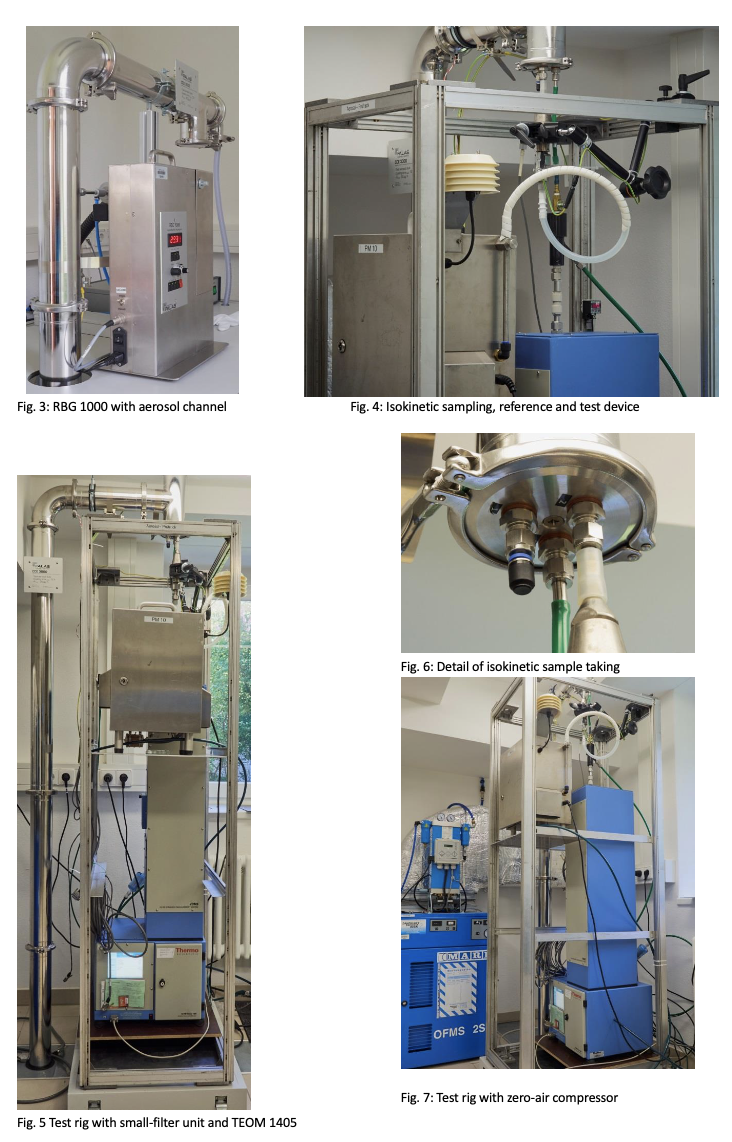 Fig. 3: RBG 1000 with aerosol channel
PM 10
Fig. 4: Isokinetic sampling, reference and test device
PM 10
Thermo
Fig. 5 Test rig with small-filter unit and TEOM 1405
Fig. 6: Detail of isokinetic sample taking
OMAR
OFMS 2S
Fig. 7: Test rig with zero-air compressor